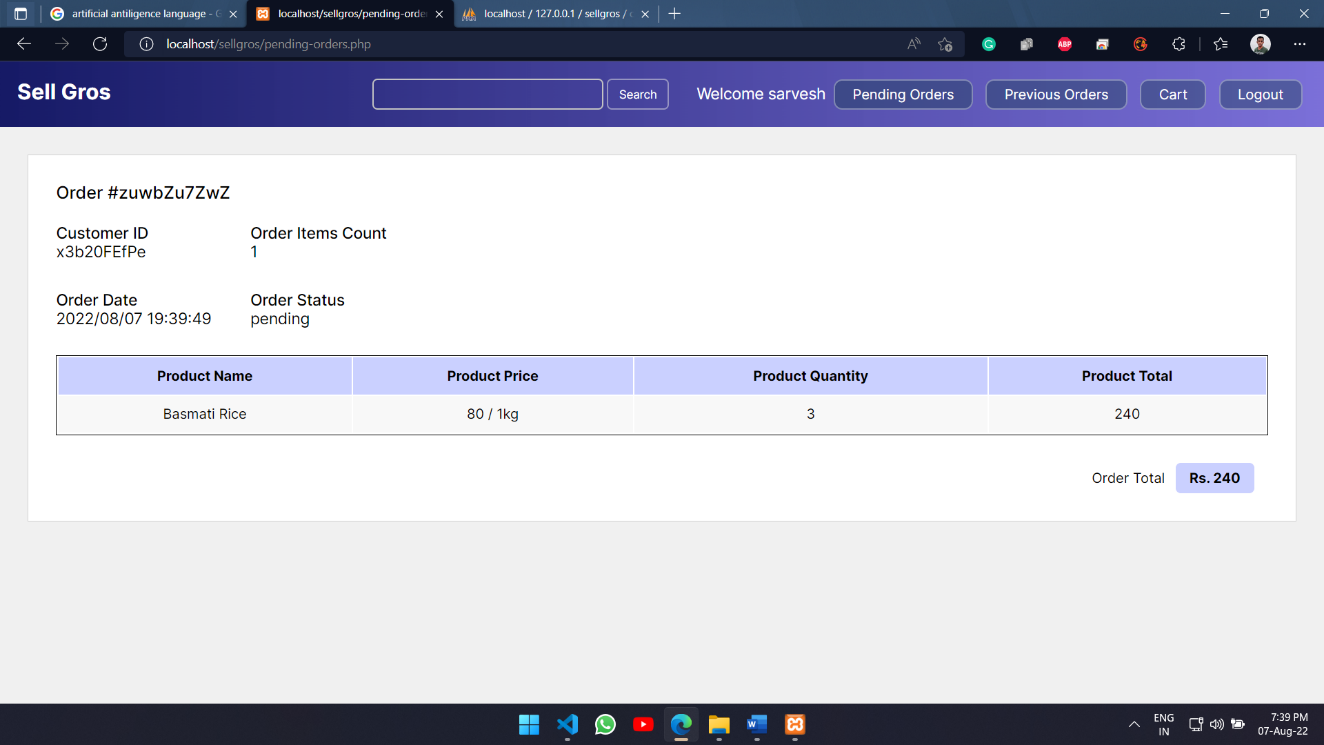 artificial antiligence language - G
localhost/sellgros/pending-orde
localhost / 127.0.0.1 / sellgros / o
localhost/sellgros/pending-orders.php
ABP
Sell Gros
Search
Welcome sarvesh
Pending Orders
Previous Orders
Cart
Logout
Order #zuwbZu7ZwZ
Customer ID
x3b20FEfPe
Order Items Count
1
Order Date
2022/08/07 19:39:49
Order Status
pending
Product Name Product Price Product Quantity Product Total
Basmati Rice 80 / 1kg 3 240
Order Total Rs. 240
ENG
IN
7:39 PM
07-Aug-22